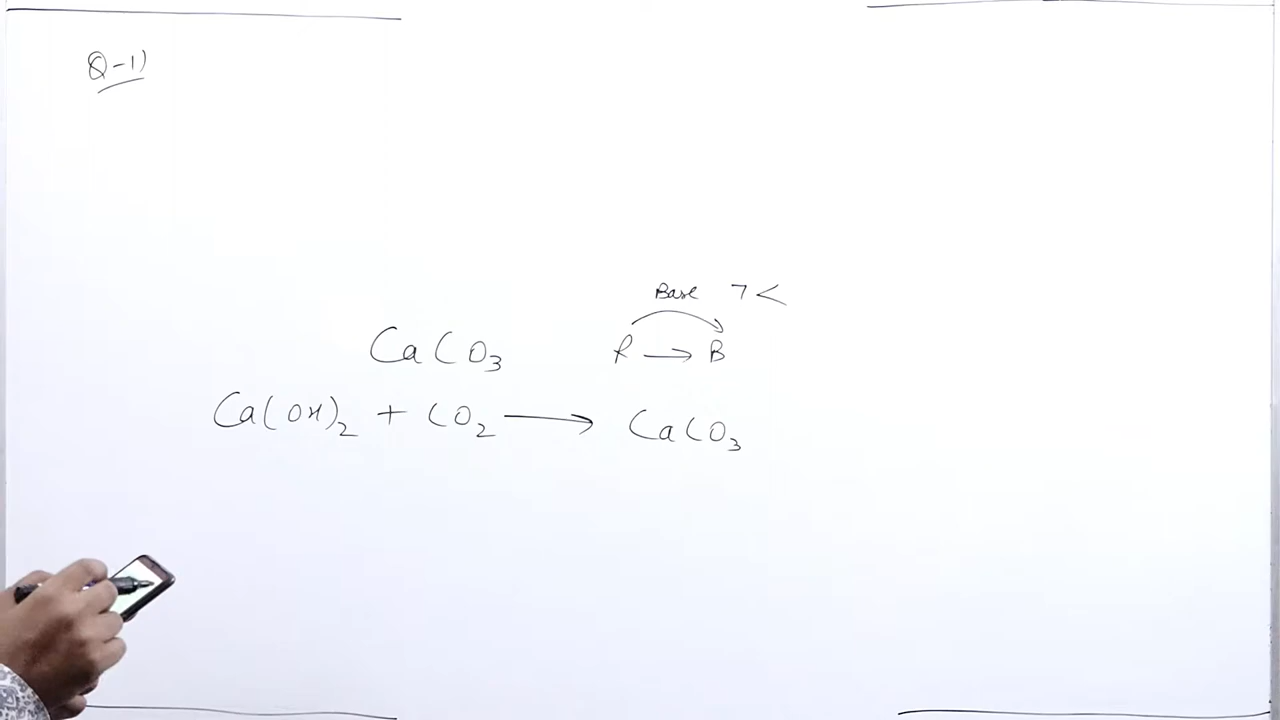 Q-1)
Base 7 <
CaCO3 R → B
Ca(OH)2 + CO2 → CaCO3